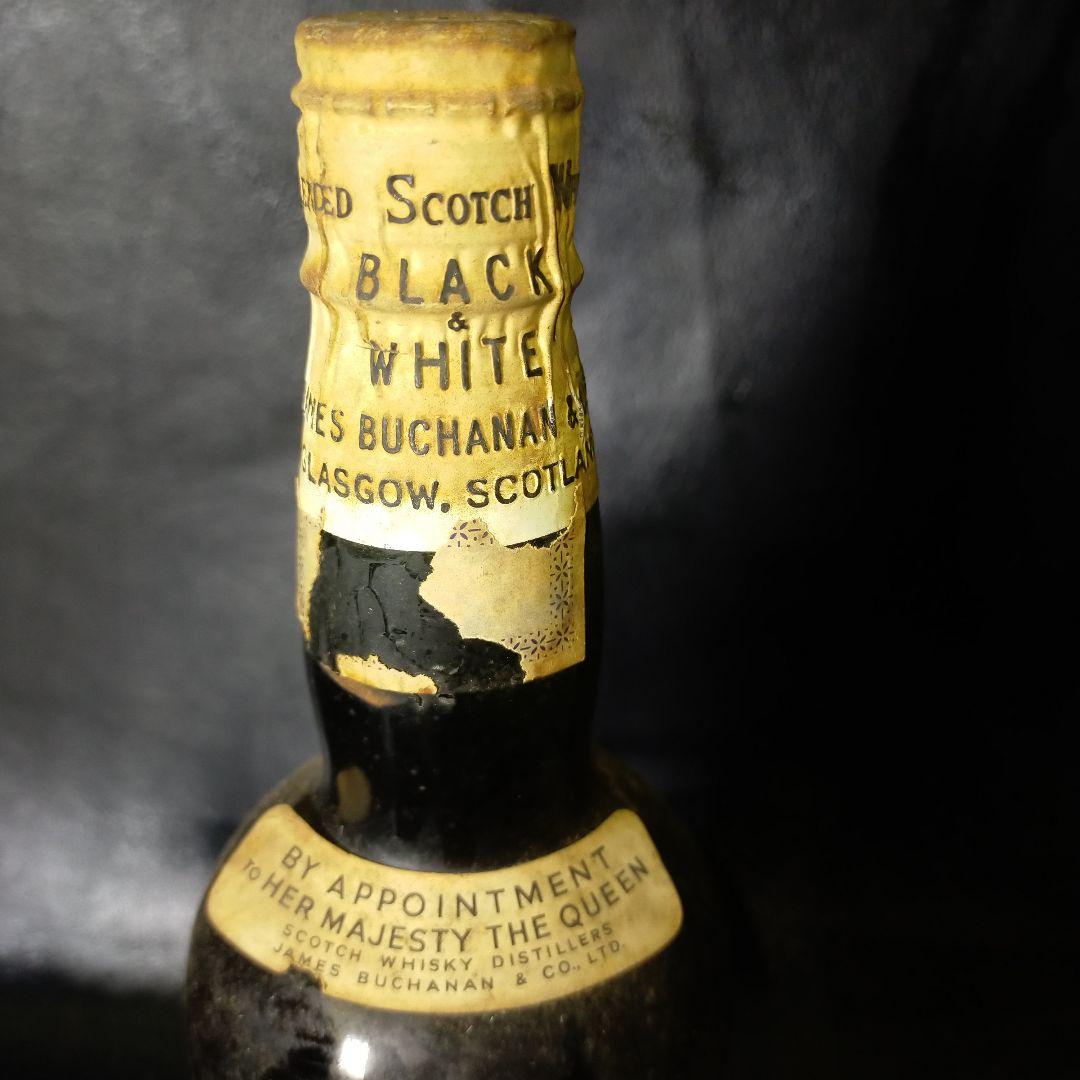 SCOTCH
BLACK
&
WHITE
BUCHANAN &
GLASGOW, SCOTLAN
BY APPOINTMENT
TO HER MAJESTY THE QUEEN
SCOTCH WHISKY DISTILLERS
JAMES BUCHANAN & CO., LTD.